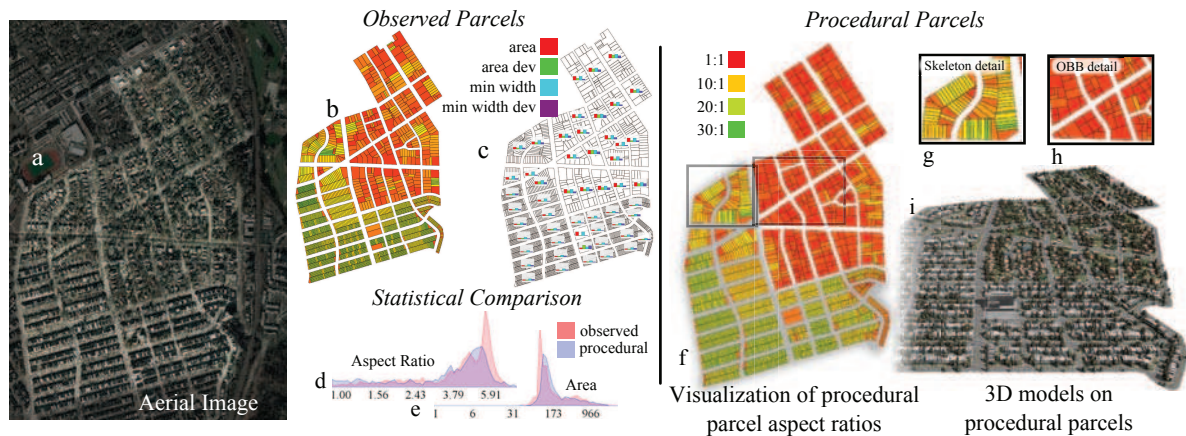 Observed Parcels
Procedural Parcels
a
Aerial Image
b
area
area dev
min width
min width dev
c
Statistical Comparison
observed
procedural
Aspect Ratio
d
1.00 1.56 2.43 3.79 5.91
Area
e
1 6 31 173 966
1:1
10:1
20:1
30:1
f
Visualization of procedural
parcel aspect ratios
Skeleton detail
g
OBB detail
h
i
3D models on
procedural parcels